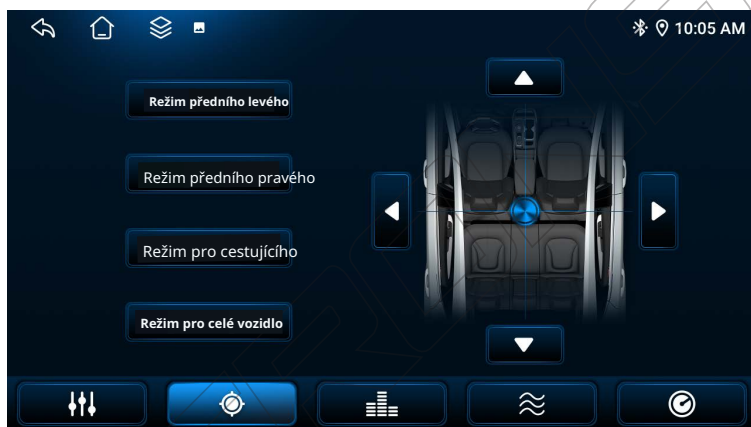 10:05 AM
Režim předního levého
Režim předního pravého
Režim pro cestujícího
Režim pro celé vozidlo